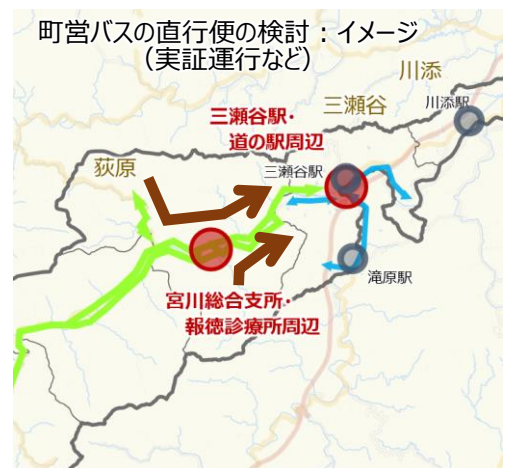 町営バスの直行便の検討：イメージ
（実証運行など）
川添
川添駅
三瀬谷
三瀬谷駅・
道の駅周辺
三瀬谷駅
荻原
滝原駅
宮川総合支所・
報徳診療所周辺